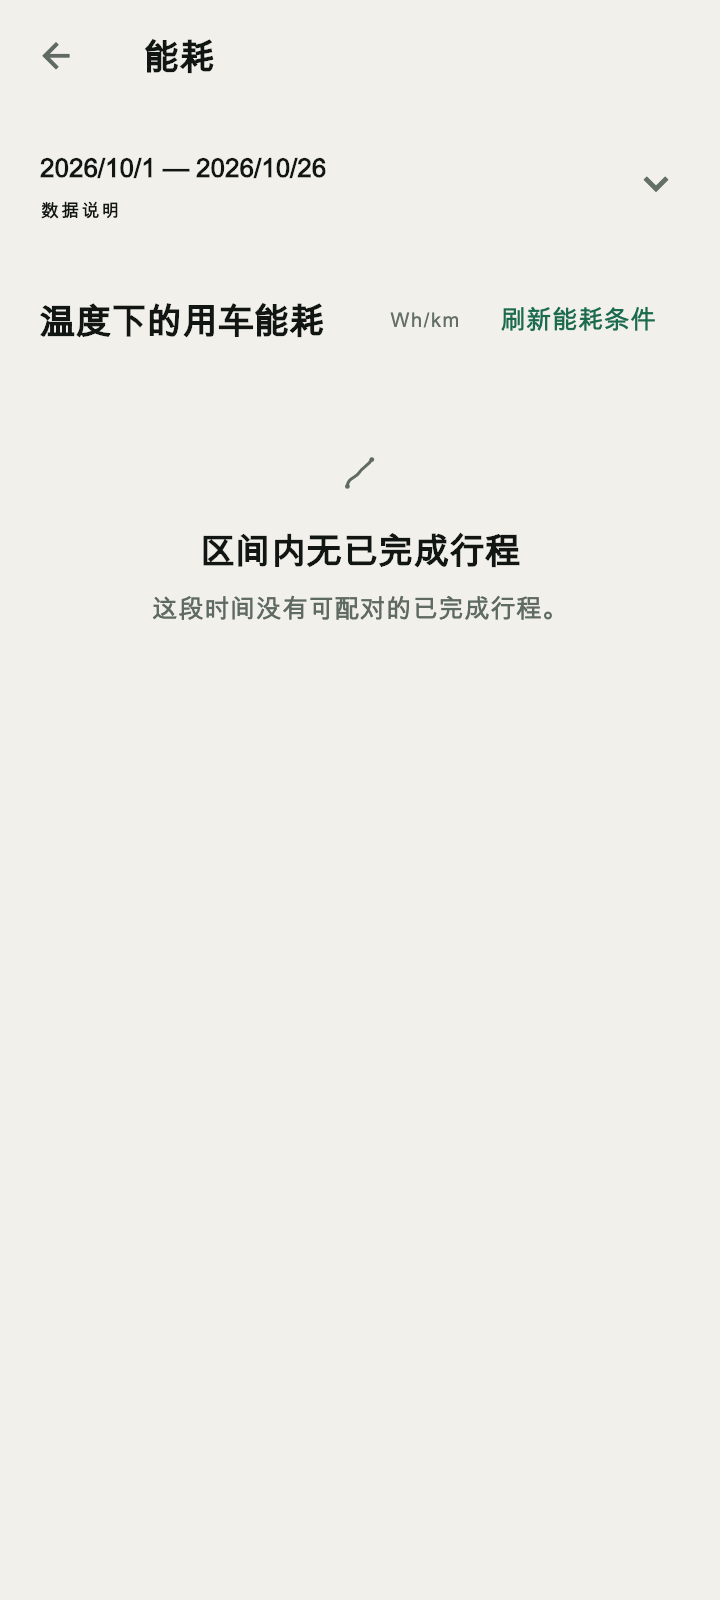 能耗
2026/10/1 — 2026/10/26
数据说明
温度下的用车能耗 Wh/km 刷新能耗条件
区间内无已完成行程
这段时间没有可配对的已完成行程。